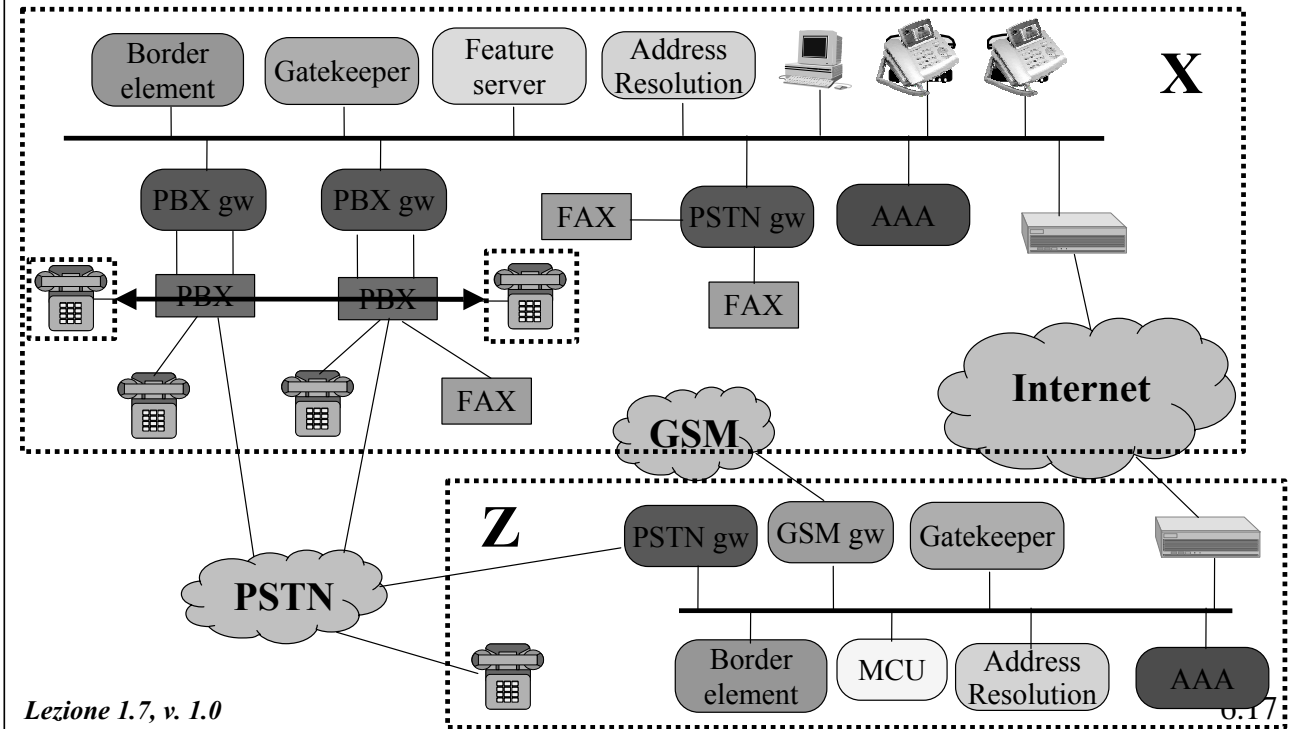 Border
element
Gatekeeper
Feature
server
Address
Resolution
X
PBX gw
PBX gw
FAX
PSTN gw
AAA
PBX
PBX
FAX
FAX
Internet
GSM
Z
PSTN gw
GSM gw
Gatekeeper
PSTN
Border
element
MCU
Address
Resolution
AAA
Lezione 1.7, v. 1.0
6.17